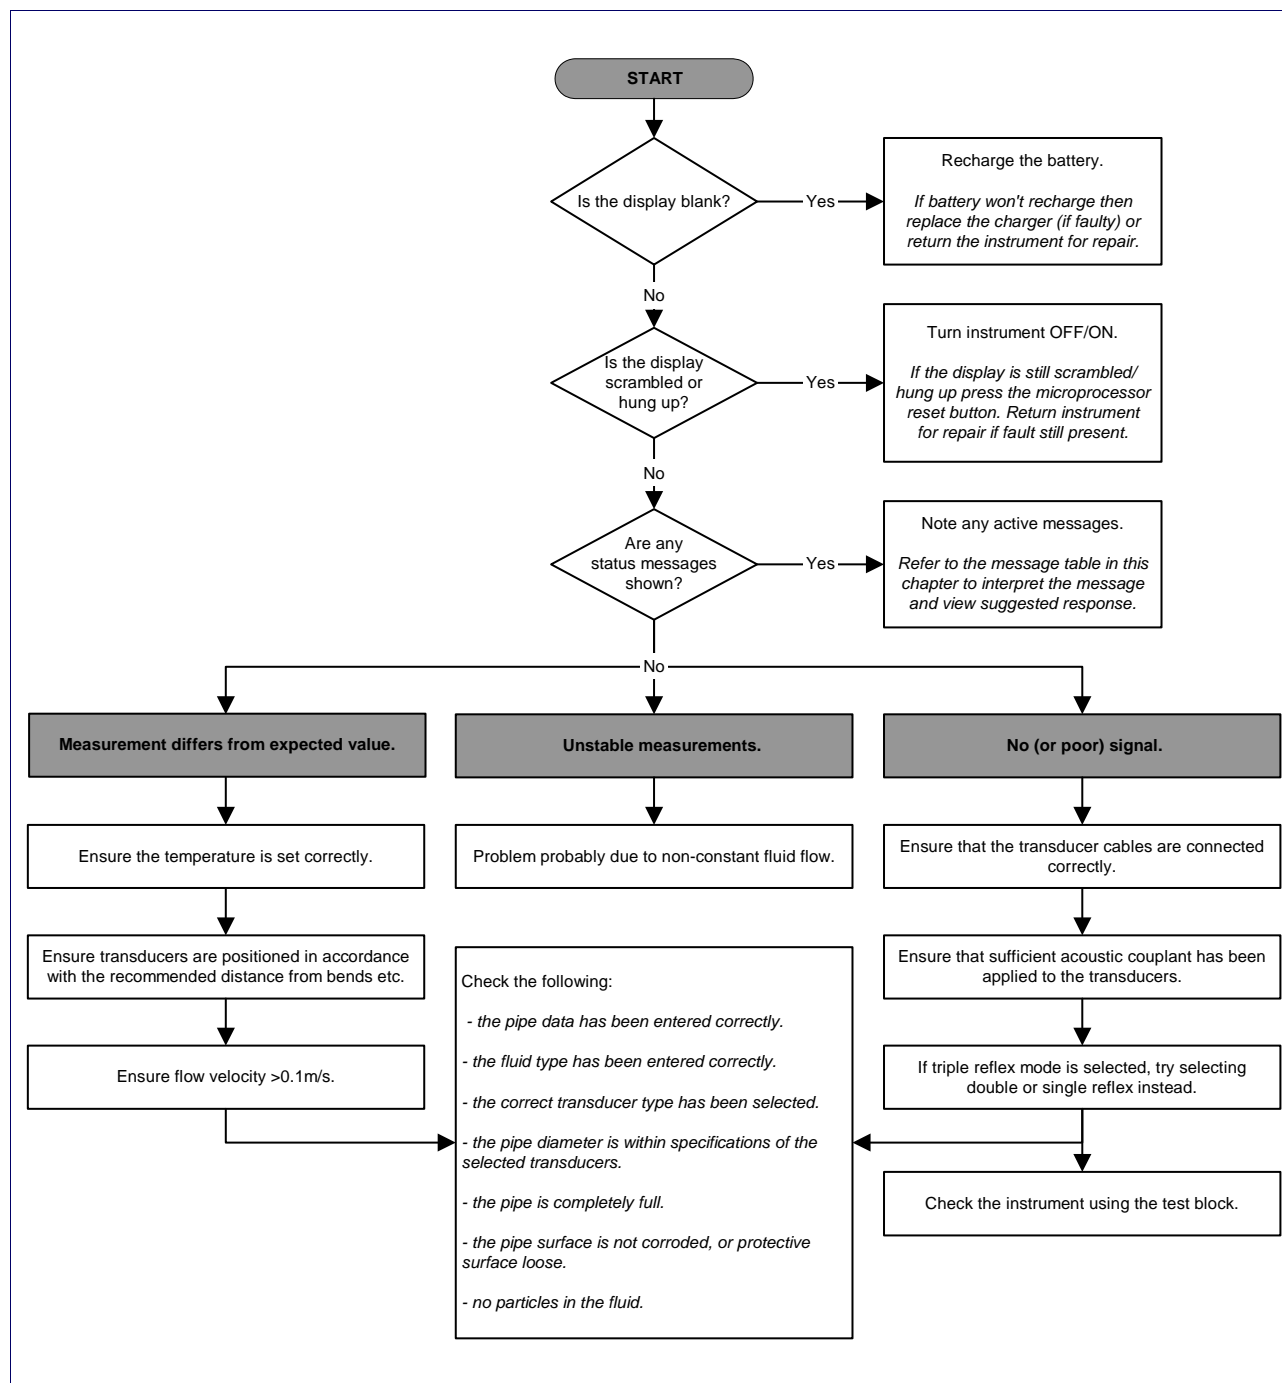 START
Is the display blank?
Yes
Recharge the battery.
If battery won't recharge then
replace the charger (if faulty) or
return the instrument for repair.
No
Is the display
scrambled or
hung up?
Yes
Turn instrument OFF/ON.
If the display is still scrambled/
hung up press the microprocessor
reset button. Return instrument
for repair if fault still present.
No
Are any
status messages
shown?
Yes
Note any active messages.
Refer to the message table in this
chapter to interpret the message
and view suggested response.
No
Measurement differs from expected value.
Ensure the temperature is set correctly.
Ensure transducers are positioned in accordance
with the recommended distance from bends etc.
Ensure flow velocity >0.1m/s.
Unstable measurements.
Problem probably due to non-constant fluid flow.
Check the following:
- the pipe data has been entered correctly.
- the fluid type has been entered correctly.
- the correct transducer type has been selected.
- the pipe diameter is within specifications of the
selected transducers.
- the pipe is completely full.
- the pipe surface is not corroded, or protective
surface loose.
- no particles in the fluid.
No (or poor) signal.
Ensure that the transducer cables are connected
correctly.
Ensure that sufficient acoustic couplant has been
applied to the transducers.
If triple reflex mode is selected, try selecting
double or single reflex instead.
Check the instrument using the test block.